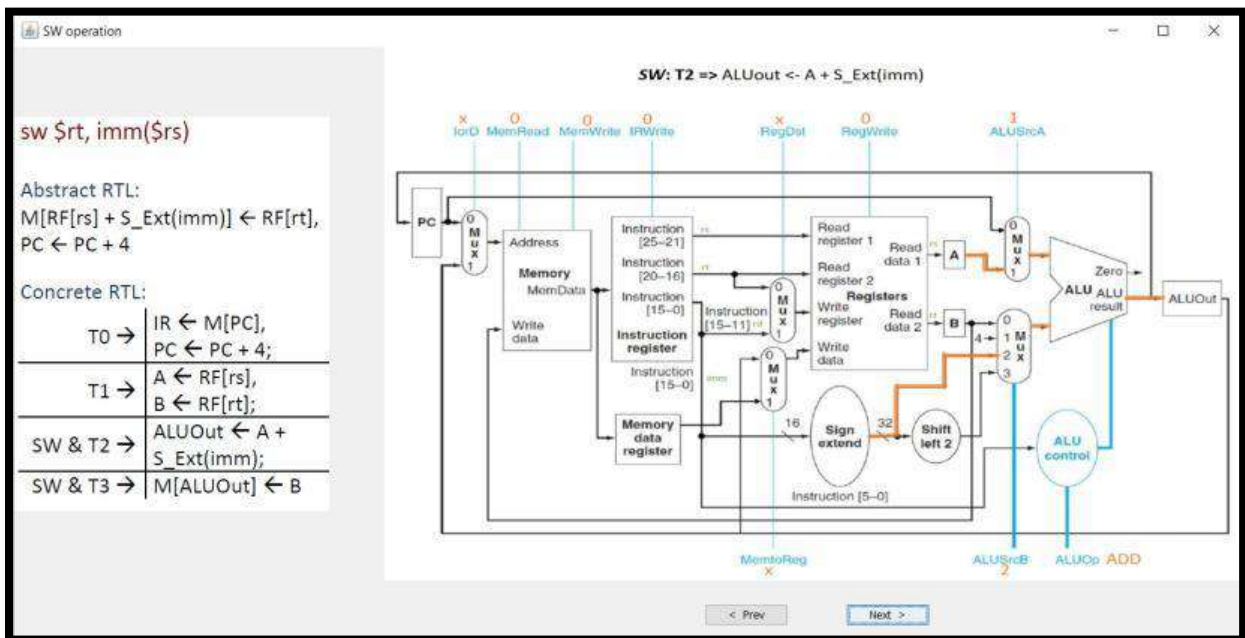 SW operation
SW: T2 => ALUout <- A + S_Ext(imm)
sw $rt, imm($rs)
Abstract RTL:
M[RF[rs] + S_Ext(imm)] ← RF[rt],
PC ← PC + 4
Concrete RTL:
T0 → IR ← M[PC],
PC ← PC + 4;
T1 → A ← RF[rs],
B ← RF[rt];
SW & T2 → ALUOut ← A +
S_Ext(imm);
SW & T3 → M[ALUOut] ← B
x 0 0 0 x 0 1
IorD MemRead MemWrite IRWrite RegDst RegWrite ALUSrcA
PC
0
M
u
x
1
Address
Memory
MemData
Write
data
Instruction
[25–21]
rs
Instruction
[20–16]
rt
Instruction
[15–0]
Instruction
register
Instruction
[15–11]
rd
Instruction
[15–0]
imm
Memory
data
register
0
M
u
x
1
0
M
u
x
1
Read
register 1
Read
register 2
Registers
Write
register
Write
data
Read
data 1
Read
data 2
A
B
0
M
u
x
1
4
0
1 M
2 u
x
3
Zero
ALU ALU
result
ALUOut
16
Sign
extend
32
Shift
left 2
ALU
control
Instruction [5–0]
MemtoReg
x
ALUSrcB
2
ALUOp ADD
< Prev
Next >